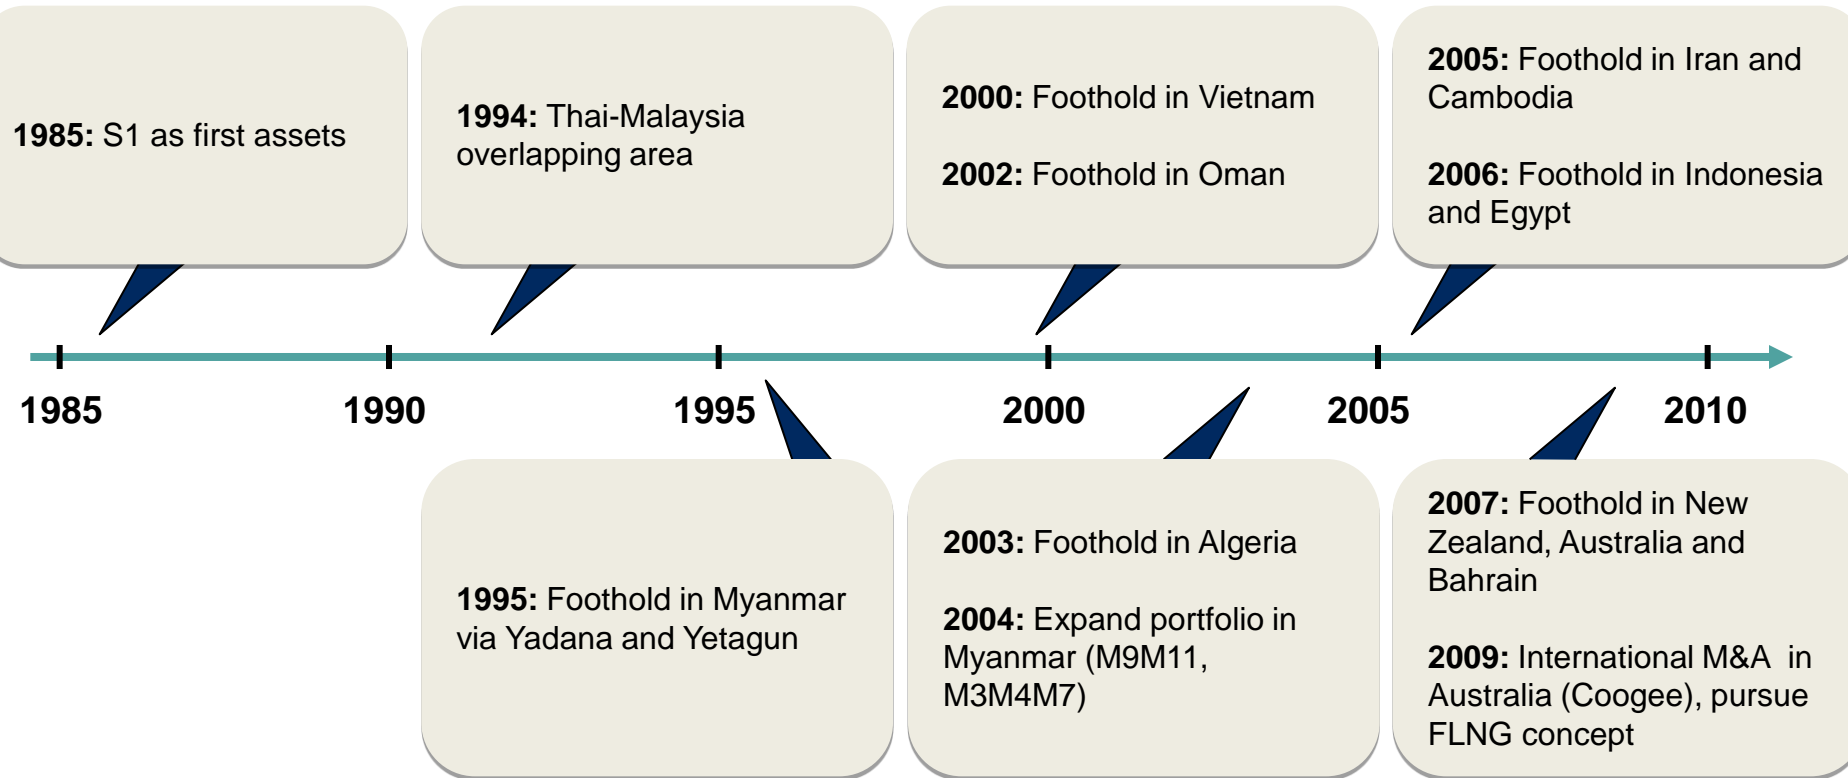 1985: S1 as first assets
1994: Thai-Malaysia
overlapping area
2000: Foothold in Vietnam
2002: Foothold in Oman
2005: Foothold in Iran and
Cambodia
2006: Foothold in Indonesia
and Egypt
1985
1990
1995
2000
2005
2010
1995: Foothold in Myanmar
via Yadana and Yetagun
2003: Foothold in Algeria
2004: Expand portfolio in
Myanmar (M9M11,
M3M4M7)
2007: Foothold in New
Zealand, Australia and
Bahrain
2009: International M&A  in
Australia (Coogee), pursue
FLNG concept